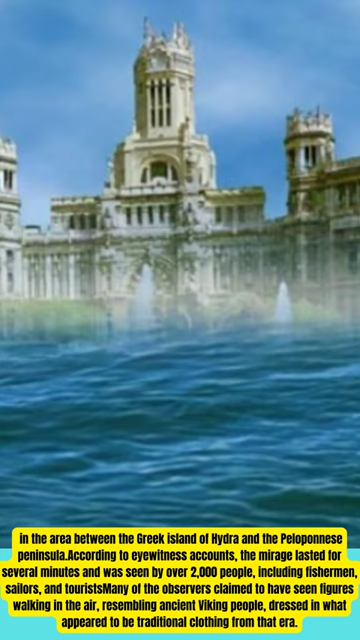 in the area between the Greek island of Hydra and the Peloponnese
peninsula.According to eyewitness accounts, the mirage lasted for
several minutes and was seen by over 2,000 people, including fishermen,
sailors, and touristsMany of the observers claimed to have seen figures
walking in the air, resembling ancient Viking people, dressed in what
appeared to be traditional clothing from that era.